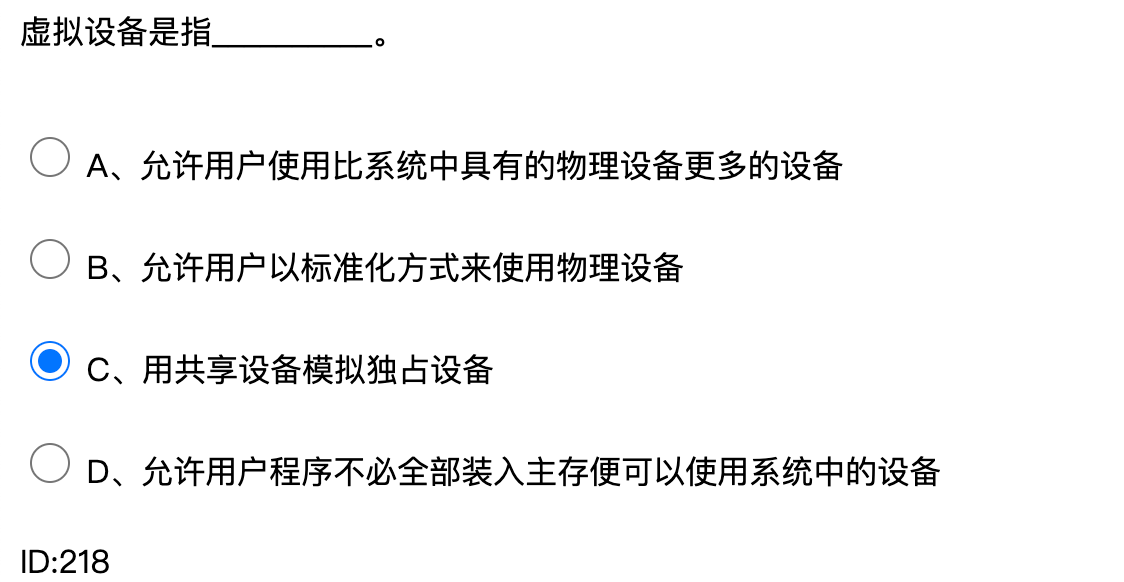 虚拟设备是指__________。
A、允许用户使用比系统中具有的物理设备更多的设备
B、允许用户以标准化方式来使用物理设备
C、用共享设备模拟独占设备
D、允许用户程序不必全部装入主存便可以使用系统中的设备
ID:218